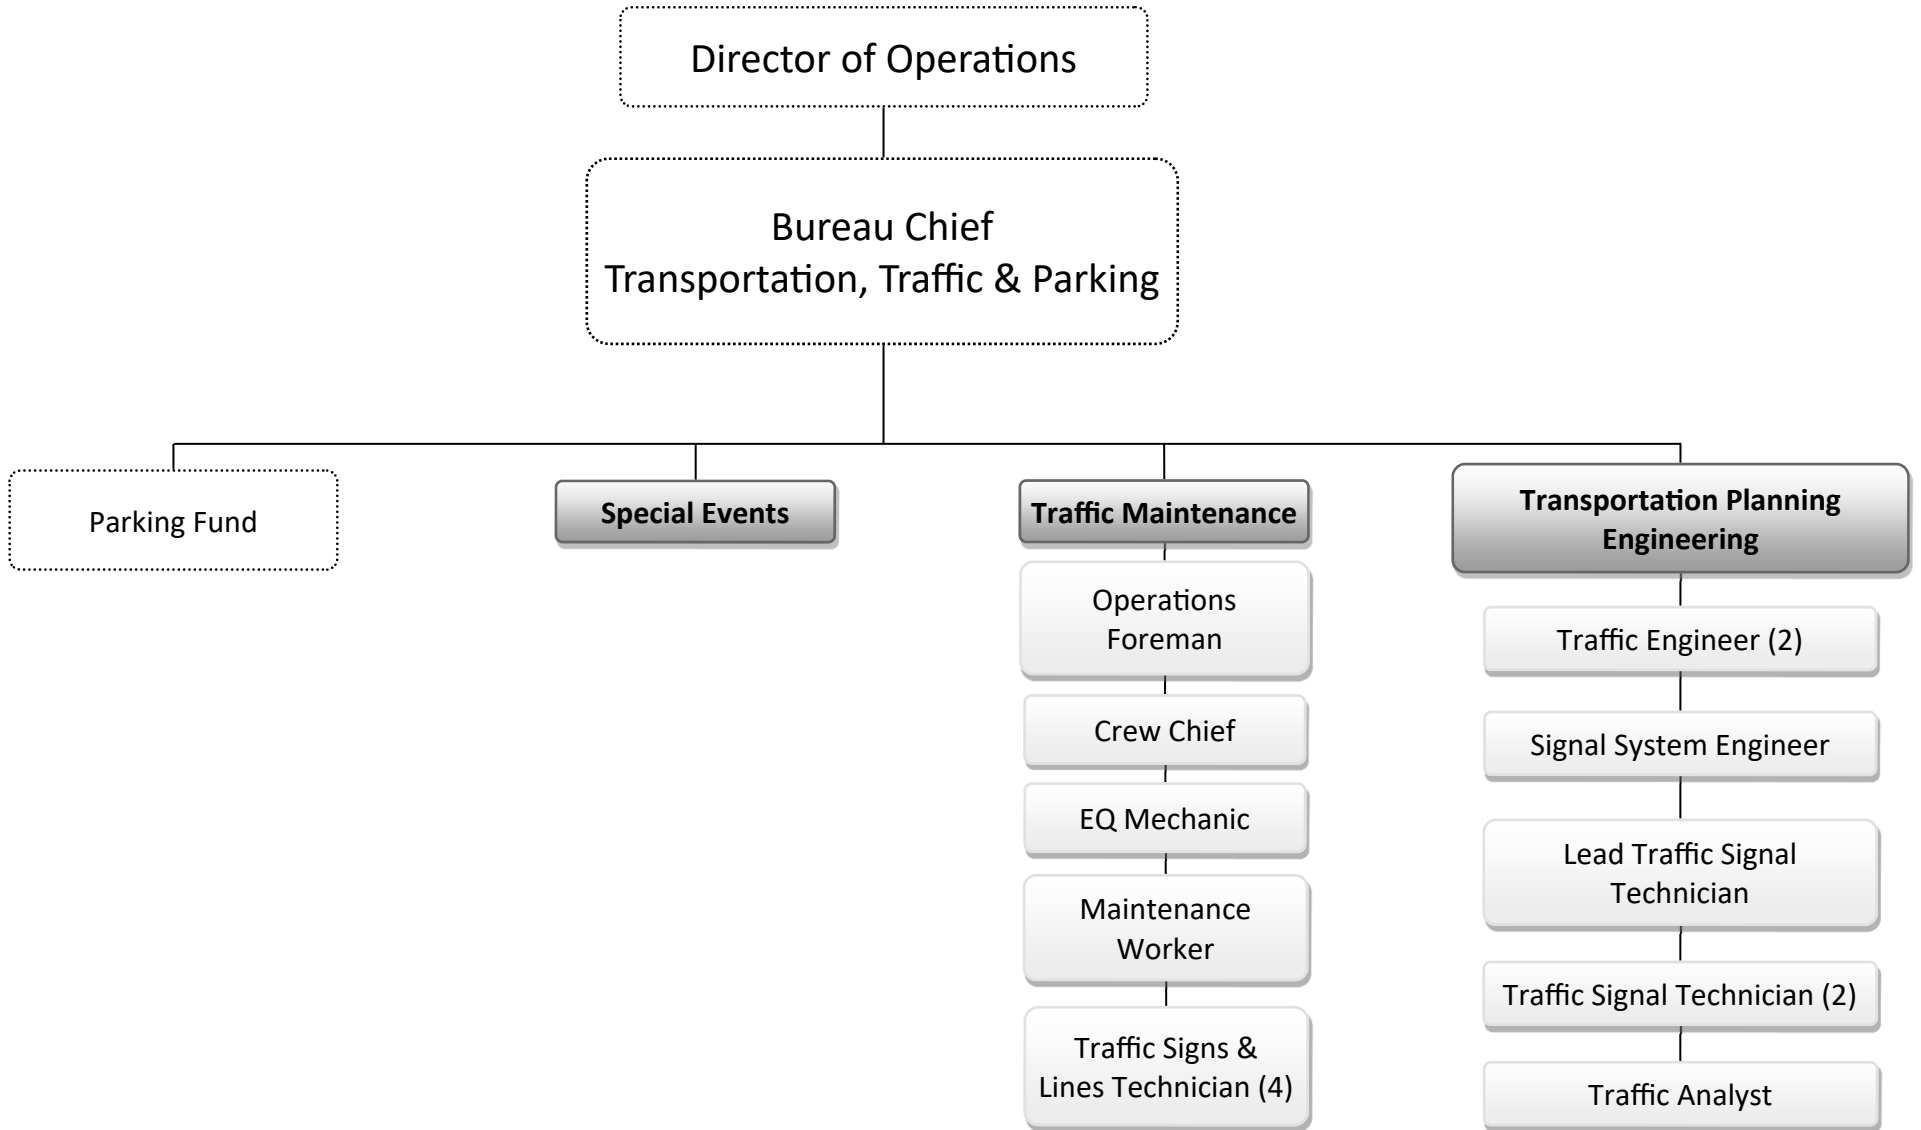 Director of Operations
Bureau Chief
Transportation, Traffic & Parking
Parking Fund
Special Events
Traffic Maintenance
Operations
Foreman
Crew Chief
EQ Mechanic
Maintenance
Worker
Traffic Signs &
Lines Technician (4)
Transportation Planning
Engineering
Traffic Engineer (2)
Signal System Engineer
Lead Traffic Signal
Technician
Traffic Signal Technician (2)
Traffic Analyst